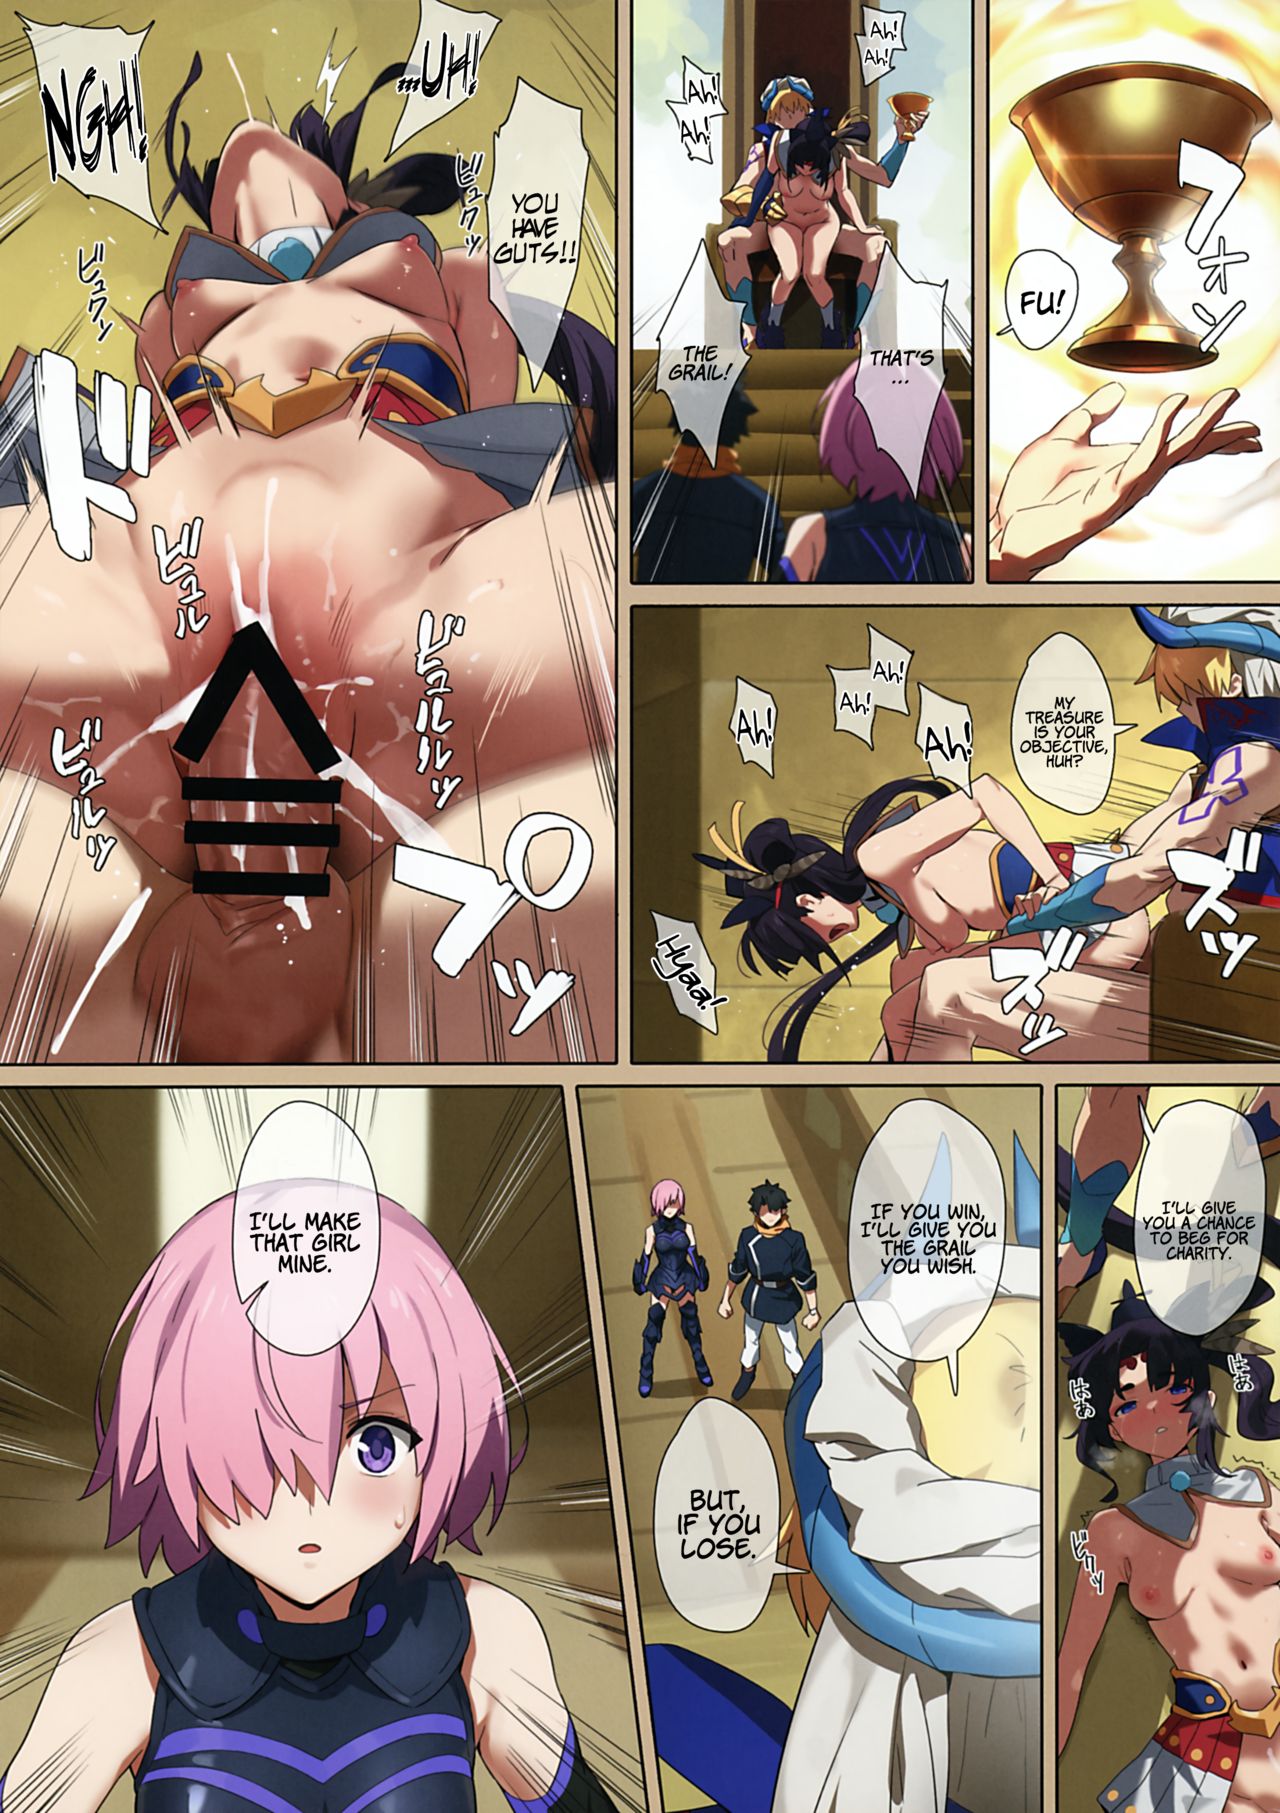 フォ
ン
FU!
Ah!
Ah!
Ah!
Ah!
THAT'S
...
THE
GRAIL!
...UH!
NGH!
YOU
HAVE
GUTS!!
ビュクッ
ビュクッ
ドプッ
ビュル
ビュルルッ
ビュルルッ
MY
TREASURE
IS YOUR
OBJECTIVE,
HUH?
Ah!
Ah!
Ah!
Ah!
Hyaa!
ズッ
ズッ
I'LL GIVE
YOU A CHANCE
TO BEG FOR
CHARITY.
はぁ
はぁ
ビクッ
IF YOU WIN,
I'LL GIVE YOU
THE GRAIL
YOU WISH.
BUT,
IF YOU
LOSE.
I'LL MAKE
THAT GIRL
MINE.